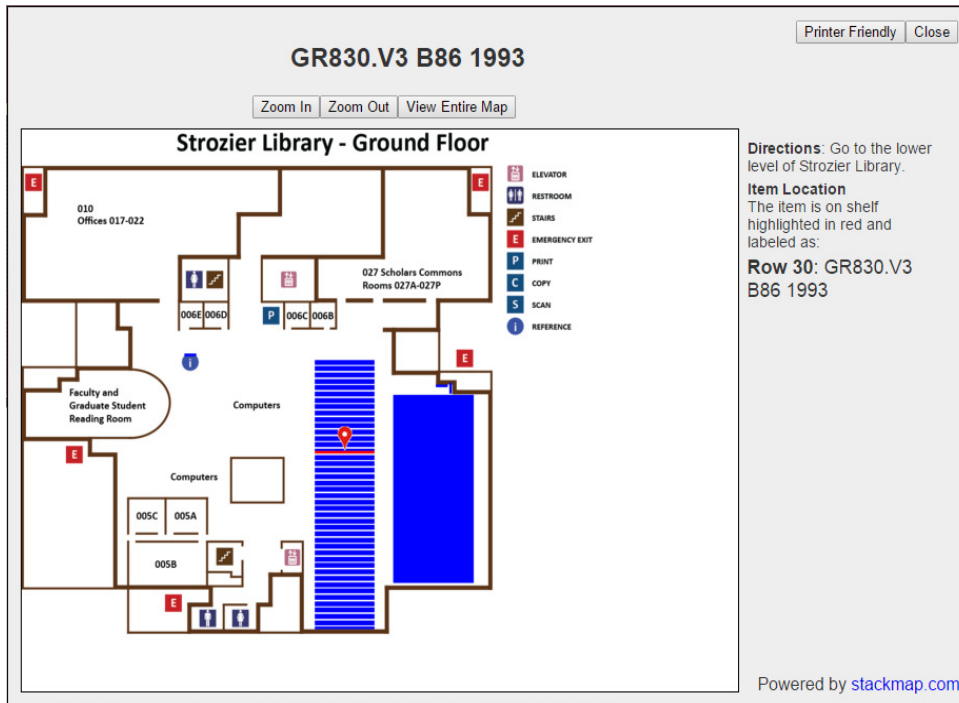 Printer Friendly Close
GR830.V3 B86 1993
Zoom In Zoom Out View Entire Map
Strozier Library - Ground Floor
E
E
010
Offices 017-022
027 Scholars Commons
Rooms 027A-027P
006E 006D
P
006C 006B
i
E
Faculty and
Graduate Student
Reading Room
Computers
E
Computers
005C 005A
005B
E
ELEVATOR
RESTROOM
STAIRS
E EMERGENCY EXIT
P PRINT
C COPY
S SCAN
i REFERENCE
Directions: Go to the lower
level of Strozier Library.
Item Location
The item is on shelf
highlighted in red and
labeled as:
Row 30: GR830.V3
B86 1993
Powered by stackmap.com